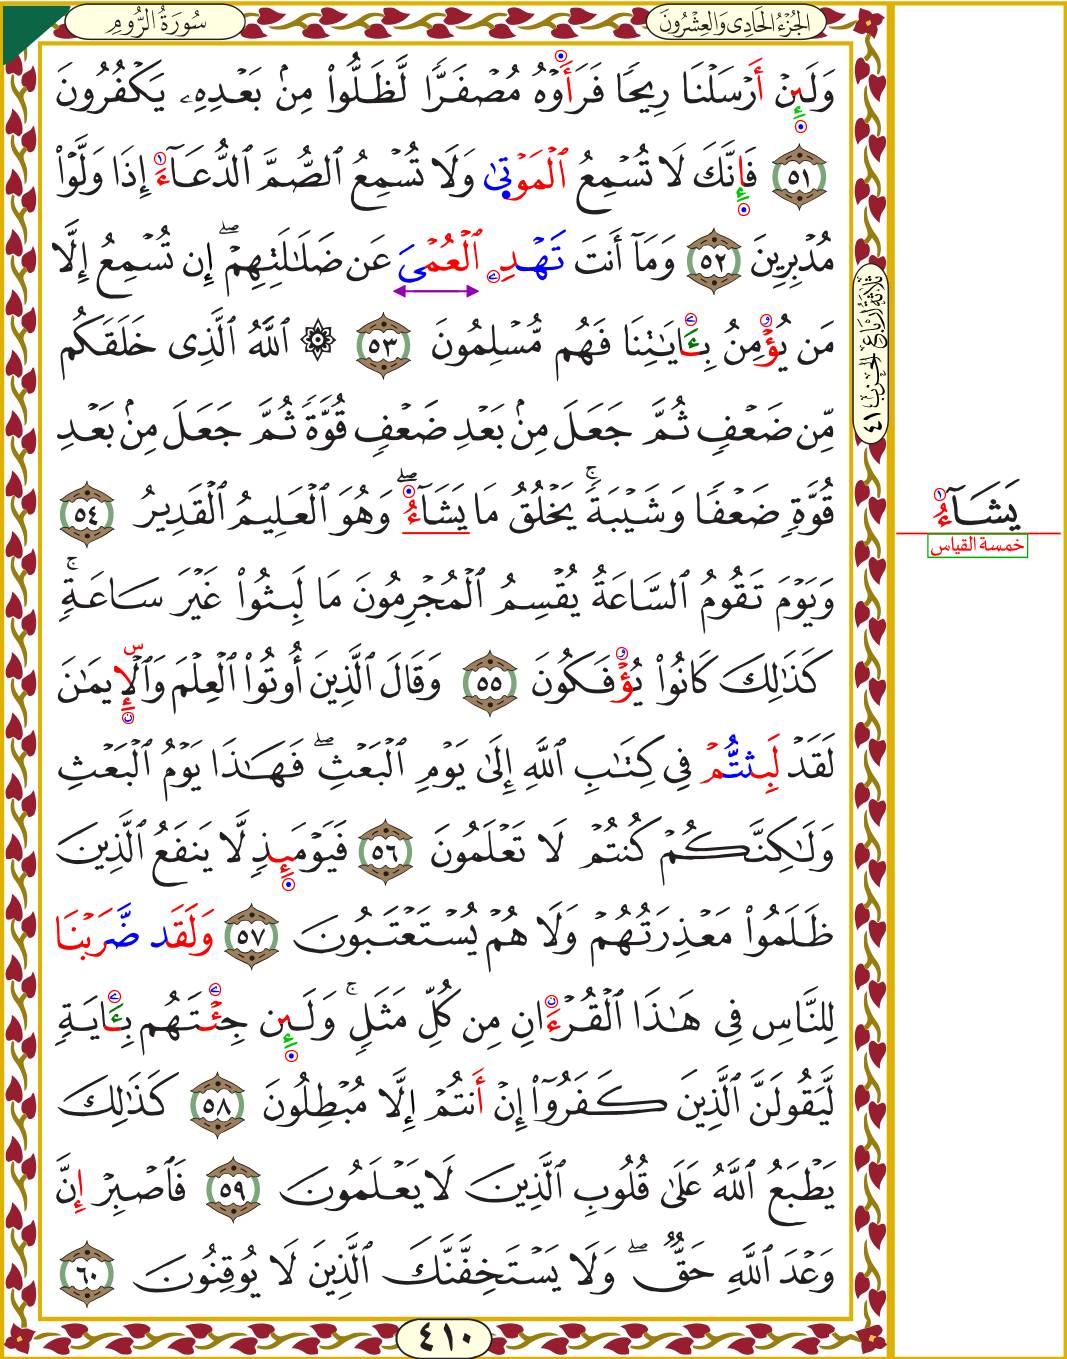 سُورَةُ الرُّومِ
الجُزْءُ الحَادِى وَالعِشْرُونَ
وَلَئِنْ أَرْسَلْنَا رِيحًا فَرَأَوْهُ مُصْفَرًّا لَّظَلُّوا۟ مِنۢ بَعْدِهِۦ يَكْفُرُونَ
٥١ فَإِنَّكَ لَا تُسْمِعُ ٱلْمَوْتَىٰ وَلَا تُسْمِعُ ٱلصُّمَّ ٱلدُّعَآءَ إِذَا وَلَّوْا۟
مُدْبِرِينَ ٥٢ وَمَآ أَنتَ تَهْدِ ٱلْعُمْىَ عَن ضَلَـٰلَتِهِمْ ۖ إِن تُسْمِعُ إِلَّا
مَن يُؤْمِنُ بِـَٔايَـٰتِنَا فَهُم مُّسْلِمُونَ ٥٣ ۞ ٱللَّهُ ٱلَّذِى خَلَقَكُم
مِّن ضَعْفٍ ثُمَّ جَعَلَ مِنۢ بَعْدِ ضَعْفٍ قُوَّةً ثُمَّ جَعَلَ مِنۢ بَعْدِ
قُوَّةٍ ضَعْفًا وَشَيْبَةً ۚ يَخْلُقُ مَا يَشَآءُ ۖ وَهُوَ ٱلْعَلِيمُ ٱلْقَدِيرُ ٥٤
وَيَوْمَ تَقُومُ ٱلسَّاعَةُ يُقْسِمُ ٱلْمُجْرِمُونَ مَا لَبِثُوا۟ غَيْرَ سَاعَةٍ ۚ
كَذَٰلِكَ كَانُوا۟ يُؤْفَكُونَ ٥٥ وَقَالَ ٱلَّذِينَ أُوتُوا۟ ٱلْعِلْمَ وَٱلْإِيمَـٰنَ
لَقَدْ لَبِثْتُمْ فِى كِتَـٰبِ ٱللَّهِ إِلَىٰ يَوْمِ ٱلْبَعْثِ ۖ فَهَـٰذَا يَوْمُ ٱلْبَعْثِ
وَلَـٰكِنَّكُمْ كُنتُمْ لَا تَعْلَمُونَ ٥٦ فَيَوْمَئِذٍ لَّا يَنفَعُ ٱلَّذِينَ
ظَلَمُوا۟ مَعْذِرَتُهُمْ وَلَا هُمْ يُسْتَعْتَبُونَ ٥٧ وَلَقَد ضَّرَبْنَا
لِلنَّاسِ فِى هَـٰذَا ٱلْقُرْءَانِ مِن كُلِّ مَثَلٍ ۚ وَلَئِن جِئْتَهُم بِـَٔايَةٍ
لَّيَقُولَنَّ ٱلَّذِينَ كَفَرُوٓا۟ إِنْ أَنتُمْ إِلَّا مُبْطِلُونَ ٥٨ كَذَٰلِكَ
يَطْبَعُ ٱللَّهُ عَلَىٰ قُلُوبِ ٱلَّذِينَ لَا يَعْلَمُونَ ٥٩ فَٱصْبِرْ إِنَّ
وَعْدَ ٱللَّهِ حَقٌّ ۖ وَلَا يَسْتَخِفَّنَّكَ ٱلَّذِينَ لَا يُوقِنُونَ ٦٠
ثَلَاثَةُ أَرْبَاعِ الحِزْبِ ٤١
يَشَآءُ
خمسة القياس
٤١٠